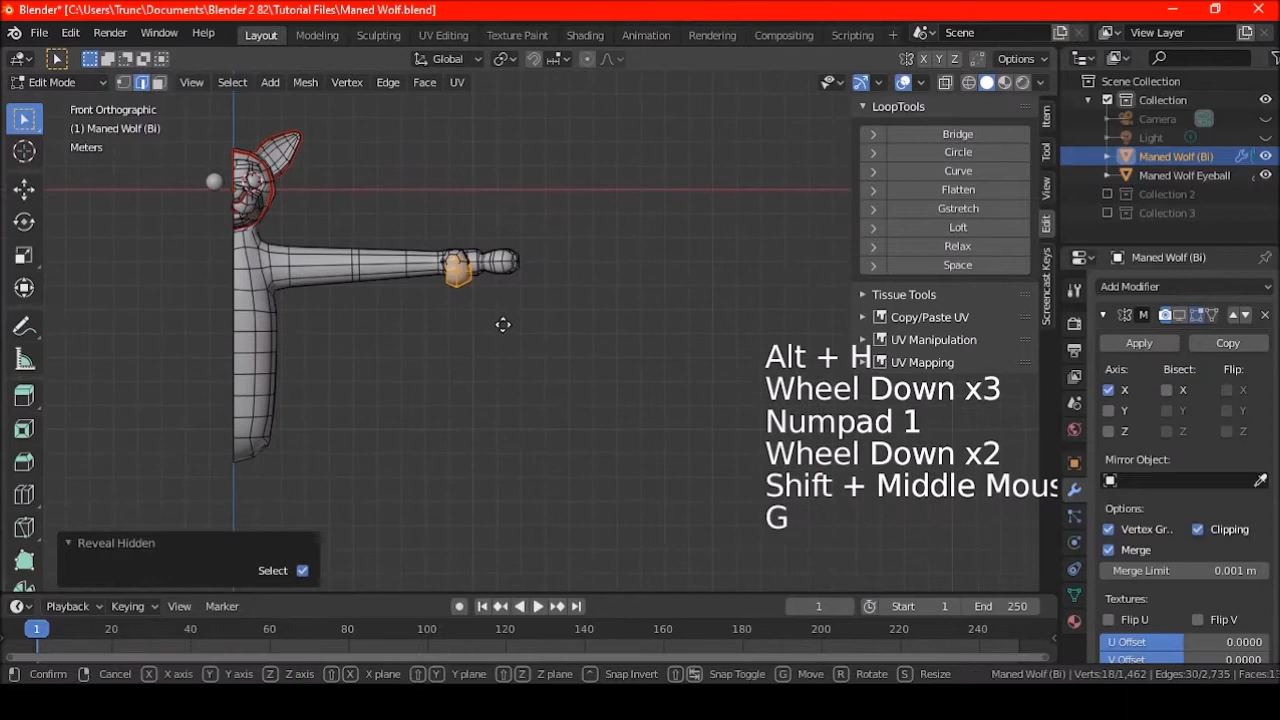 Blender* [C:\Users\Trunc\Documents\Blender 2 82\Tutorial Files\Maned Wolf.blend]
File Edit Render Window Help Layout Modeling Sculpting UV Editing Texture Paint Shading Animation Rendering Compositing Scripting + Scene View Layer
Global X Y Z Options
Edit Mode View Select Add Mesh Vertex Edge Face UV
Front Orthographic
(1) Maned Wolf (Bi)
Meters
LoopTools
Bridge
Circle
Curve
Flatten
Gstretch
Loft
Relax
Space
Tissue Tools
Copy/Paste UV
UV Manipulation
UV Mapping
Item
Tool
View
Edit
Screencast Keys
Alt + H
Wheel Down x3
Numpad 1
Wheel Down x2
Shift + Middle Mous
G
Scene Collection
Collection
Camera
Light
Maned Wolf (Bi)
Maned Wolf Eyeball
Collection 2
Collection 3
Maned Wolf (Bi)
Add Modifier
M
Apply Copy
Axis: Bisect: Flip:
X X X
Y Y Y
Z Z Z
Mirror Object:
Options:
Vertex Gr.. Clipping
Merge
Merge Limit 0.001 m
Textures:
Flip U Flip V
U Offset 0.0000
V Offset 0.0000
Reveal Hidden
Select
Playback Keying View Marker 1 Start 1 End 250
1 20 40 60 80 100 120 140 160 180 200 220 240
Confirm Cancel X X axis Y Y axis Z Z axis X X plane Y Y plane Z Z plane Snap Invert Snap Toggle G Move R Rotate S Resize Maned Wolf (Bi) | Verts:18/1,462 | Edges:30/2,735 | Faces:13